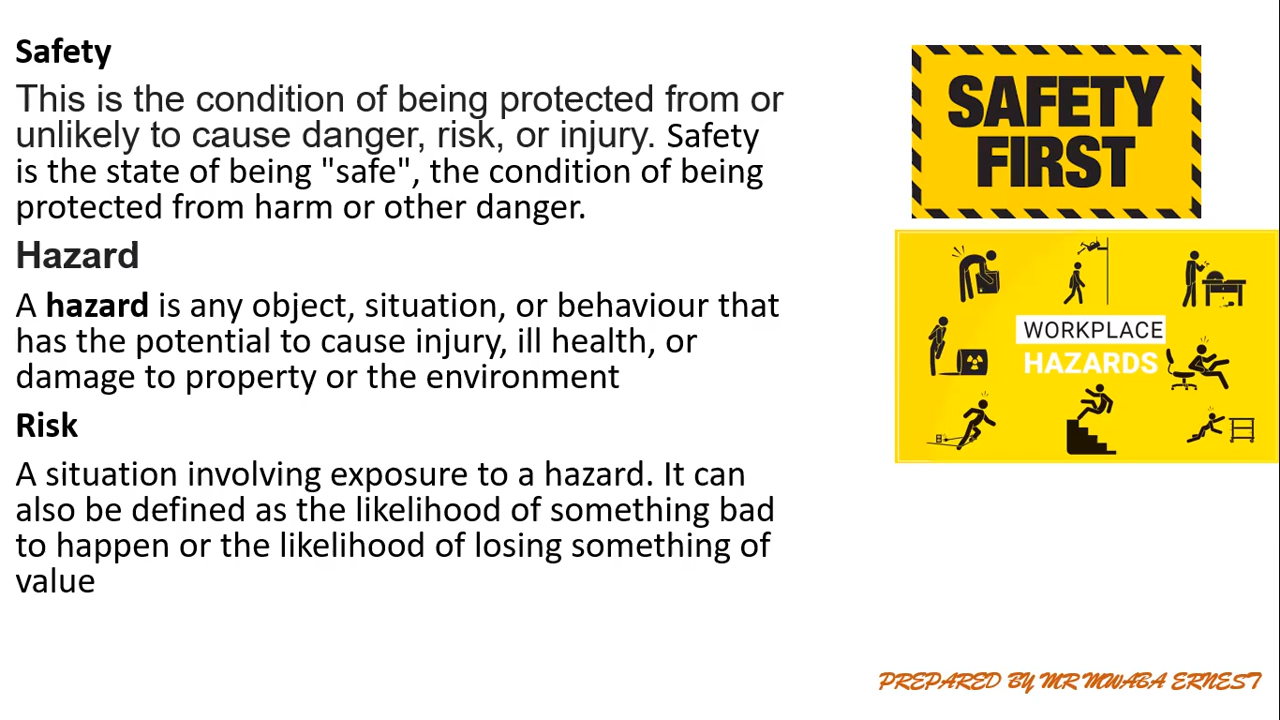 Safety
This is the condition of being protected from or
unlikely to cause danger, risk, or injury. Safety
is the state of being "safe", the condition of being
protected from harm or other danger.
Hazard
A hazard is any object, situation, or behaviour that
has the potential to cause injury, ill health, or
damage to property or the environment
Risk
A situation involving exposure to a hazard. It can
also be defined as the likelihood of something bad
to happen or the likelihood of losing something of
value
SAFETY
FIRST
WORKPLACE
HAZARDS
PREPARED BY MR MWABA ERNEST